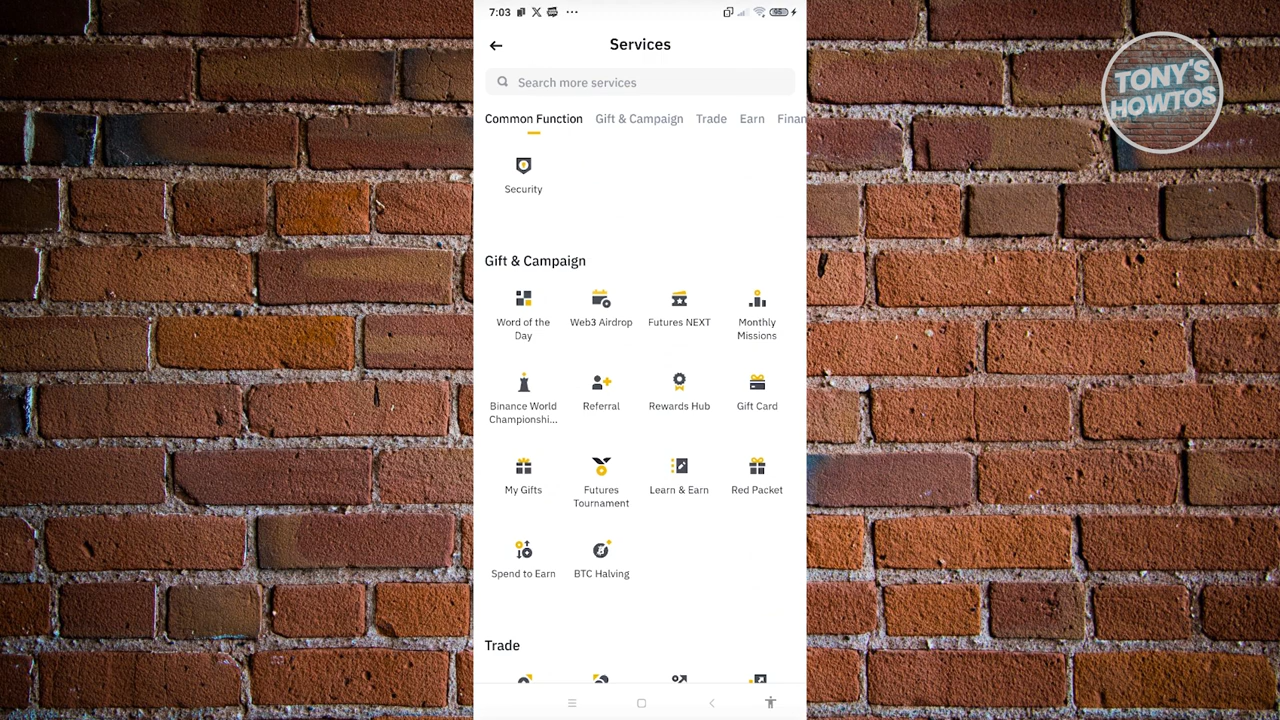 7:03
95
Services
TONY'S
HOWTOS
Search more services
Common Function Gift & Campaign Trade Earn Finan
Security
Gift & Campaign
Word of the Day
Web3 Airdrop
Futures NEXT
Monthly Missions
Binance World Championshi...
Referral
Rewards Hub
Gift Card
My Gifts
Futures Tournament
Learn & Earn
Red Packet
Spend to Earn
BTC Halving
Trade